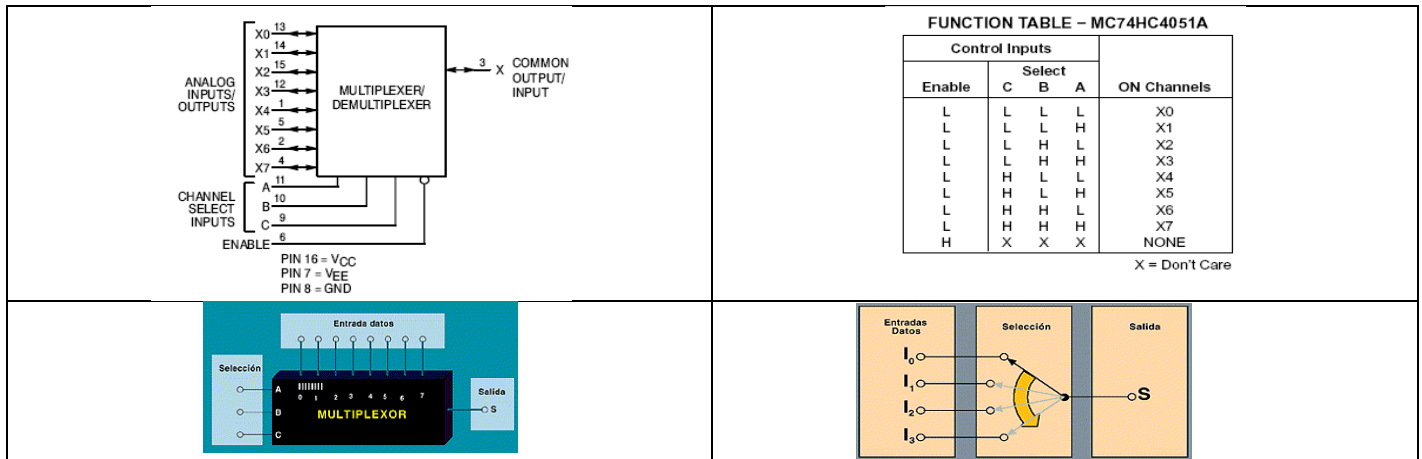 X0 13
X1 14
X2 15
X3 12
X4 1
X5 5
X6 2
X7 4
ANALOG
INPUTS/
OUTPUTS
MULTIPLEXER/
DEMULTIPLEXER
3 X COMMON
OUTPUT/
INPUT
A 11
B 10
C 9
CHANNEL
SELECT
INPUTS
ENABLE 6
PIN 16 = VCC
PIN 7 = VEE
PIN 8 = GND
FUNCTION TABLE – MC74HC4051A
Control Inputs
Select
Enable C B A ON Channels
L L L L X0
L L L H X1
L L H L X2
L L H H X3
L H L L X4
L H L H X5
L H H L X6
L H H H X7
H X X X NONE
X = Don't Care
Entrada datos
Selección
A
B
C
0 1 2 3 4 5 6 7
MULTIPLEXOR
Salida
S
Entradas
Datos
Selección
Salida
I0
I1
I2
I3
S